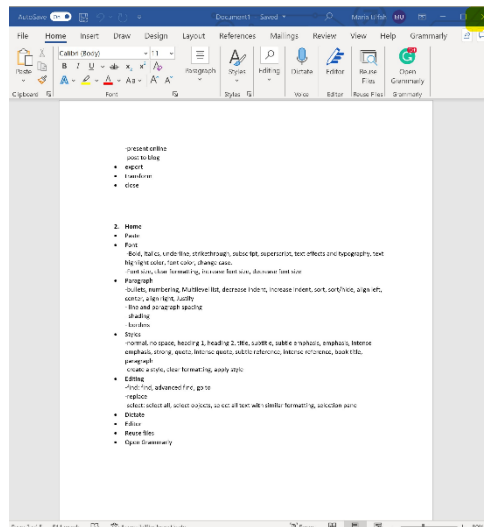 AutoSave On Document1 Saved Maria Urfah MU
File Home Insert Draw Design Layout References Mailings Review View Help Grammarly
Calibri (Body) 11
Paste B I U ab x₂ x² A Paragraph Styles Editing Dictate Editor Reuse Files Open Grammarly
A Aa A A
Clipboard Font Styles Voice Editor Reuse Files Grammarly
-present online
post to blog
• export
• transform
• close
2. Home
• Paste
• Font
-Bold, Italics, underline, strikethrough, subscript, superscript, text effects and typography, text
highlight color, font color, change case.
-Font size, clear formatting, increase font size, decrease font size
• Paragraph
-bullets, numbering, Multilevel list, decrease indent, increase indent, sort, sort/hide, align left,
center, align right, Justify
- line and paragraph spacing
shading
- borders
• Styles
-normal, no space, heading 1, heading 2, title, subtitle, subtle emphasis, emphasis, intense
emphasis, strong, quote, intense quote, subtle reference, intense reference, book title,
paragraph
create a style, clear formatting, apply style
• Editing
-find: find, advanced find, go to
-replace
select: select all, select objects, select all text with similar formatting, selection pane
• Dictate
• Editor
• Reuse files
• Open Grammarly